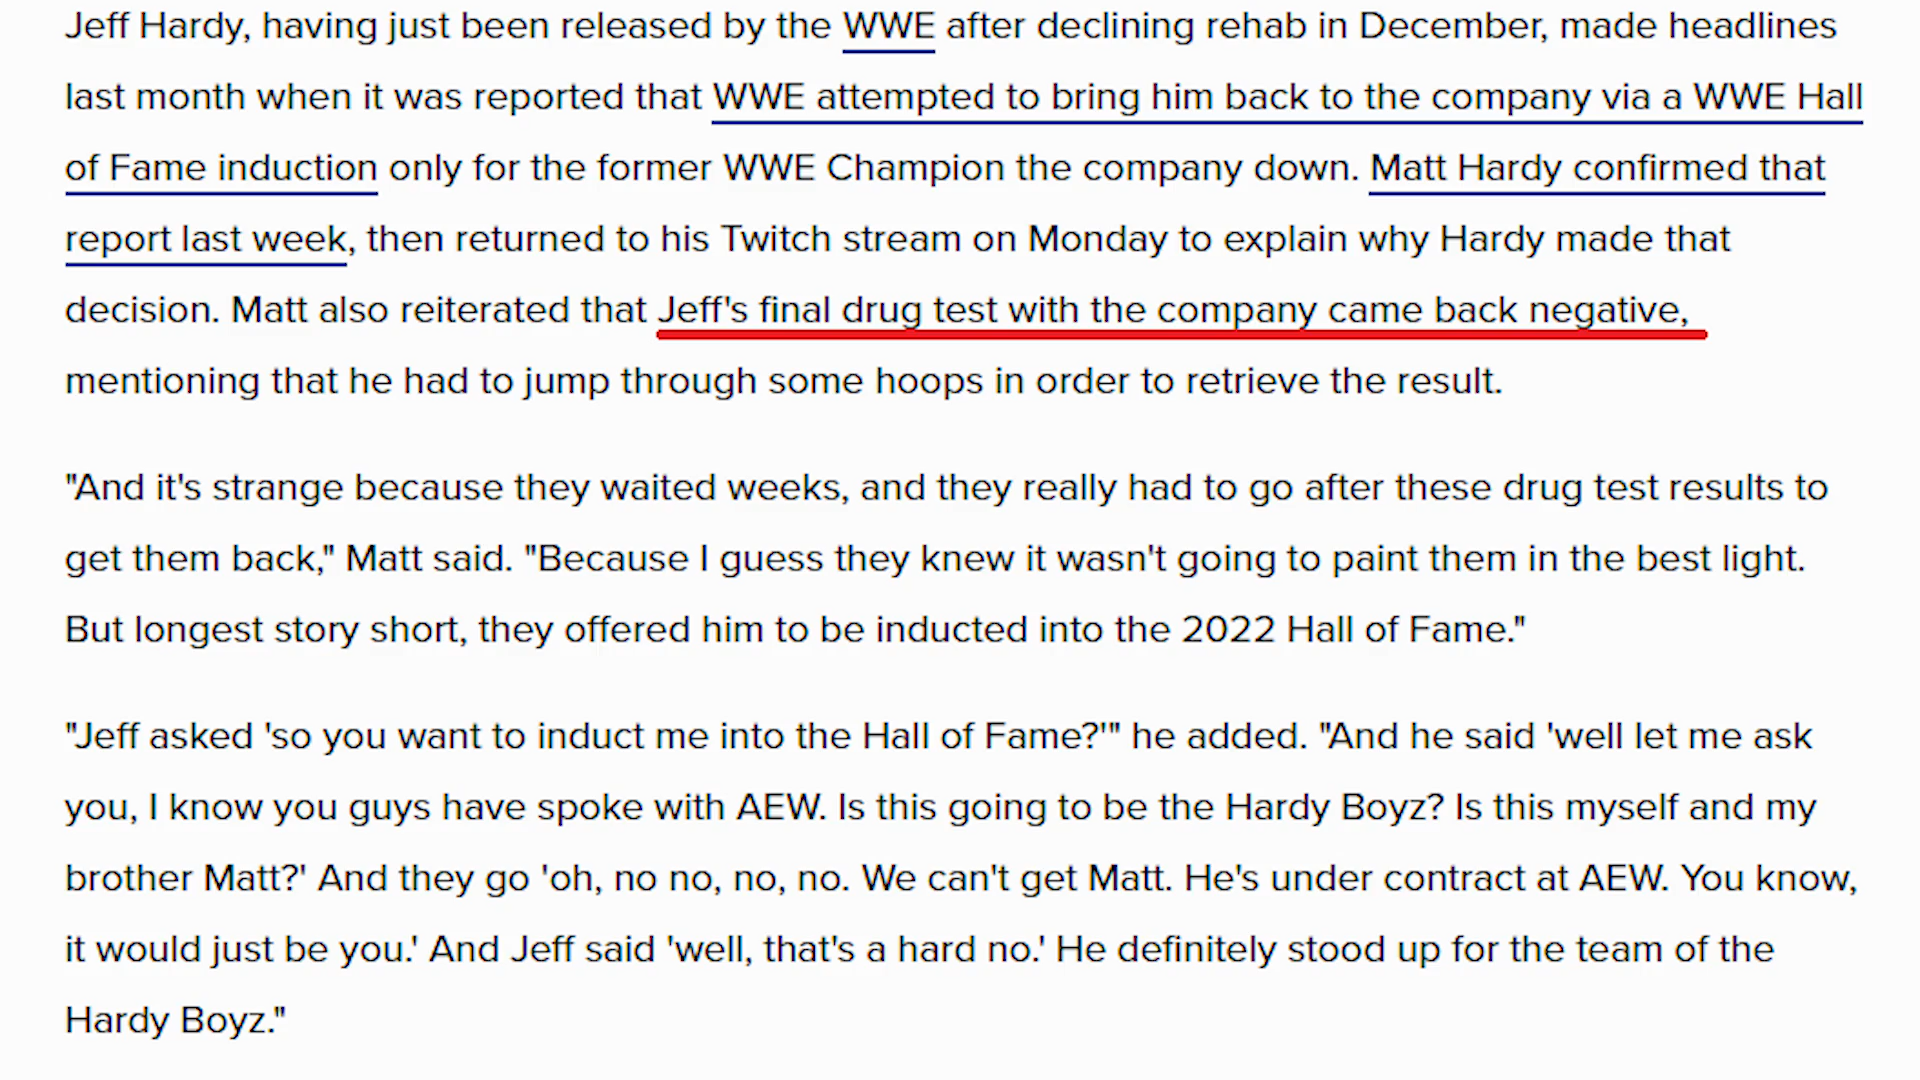 Jeff Hardy, having just been released by the WWE after declining rehab in December, made headlines
last month when it was reported that WWE attempted to bring him back to the company via a WWE Hall
of Fame induction only for the former WWE Champion the company down. Matt Hardy confirmed that
report last week, then returned to his Twitch stream on Monday to explain why Hardy made that
decision. Matt also reiterated that Jeff's final drug test with the company came back negative,
mentioning that he had to jump through some hoops in order to retrieve the result.
"And it's strange because they waited weeks, and they really had to go after these drug test results to
get them back," Matt said. "Because I guess they knew it wasn't going to paint them in the best light.
But longest story short, they offered him to be inducted into the 2022 Hall of Fame."
"Jeff asked 'so you want to induct me into the Hall of Fame?'" he added. "And he said 'well let me ask
you, I know you guys have spoke with AEW. Is this going to be the Hardy Boyz? Is this myself and my
brother Matt?' And they go 'oh, no no, no, no. We can't get Matt. He's under contract at AEW. You know,
it would just be you.' And Jeff said 'well, that's a hard no.' He definitely stood up for the team of the
Hardy Boyz."